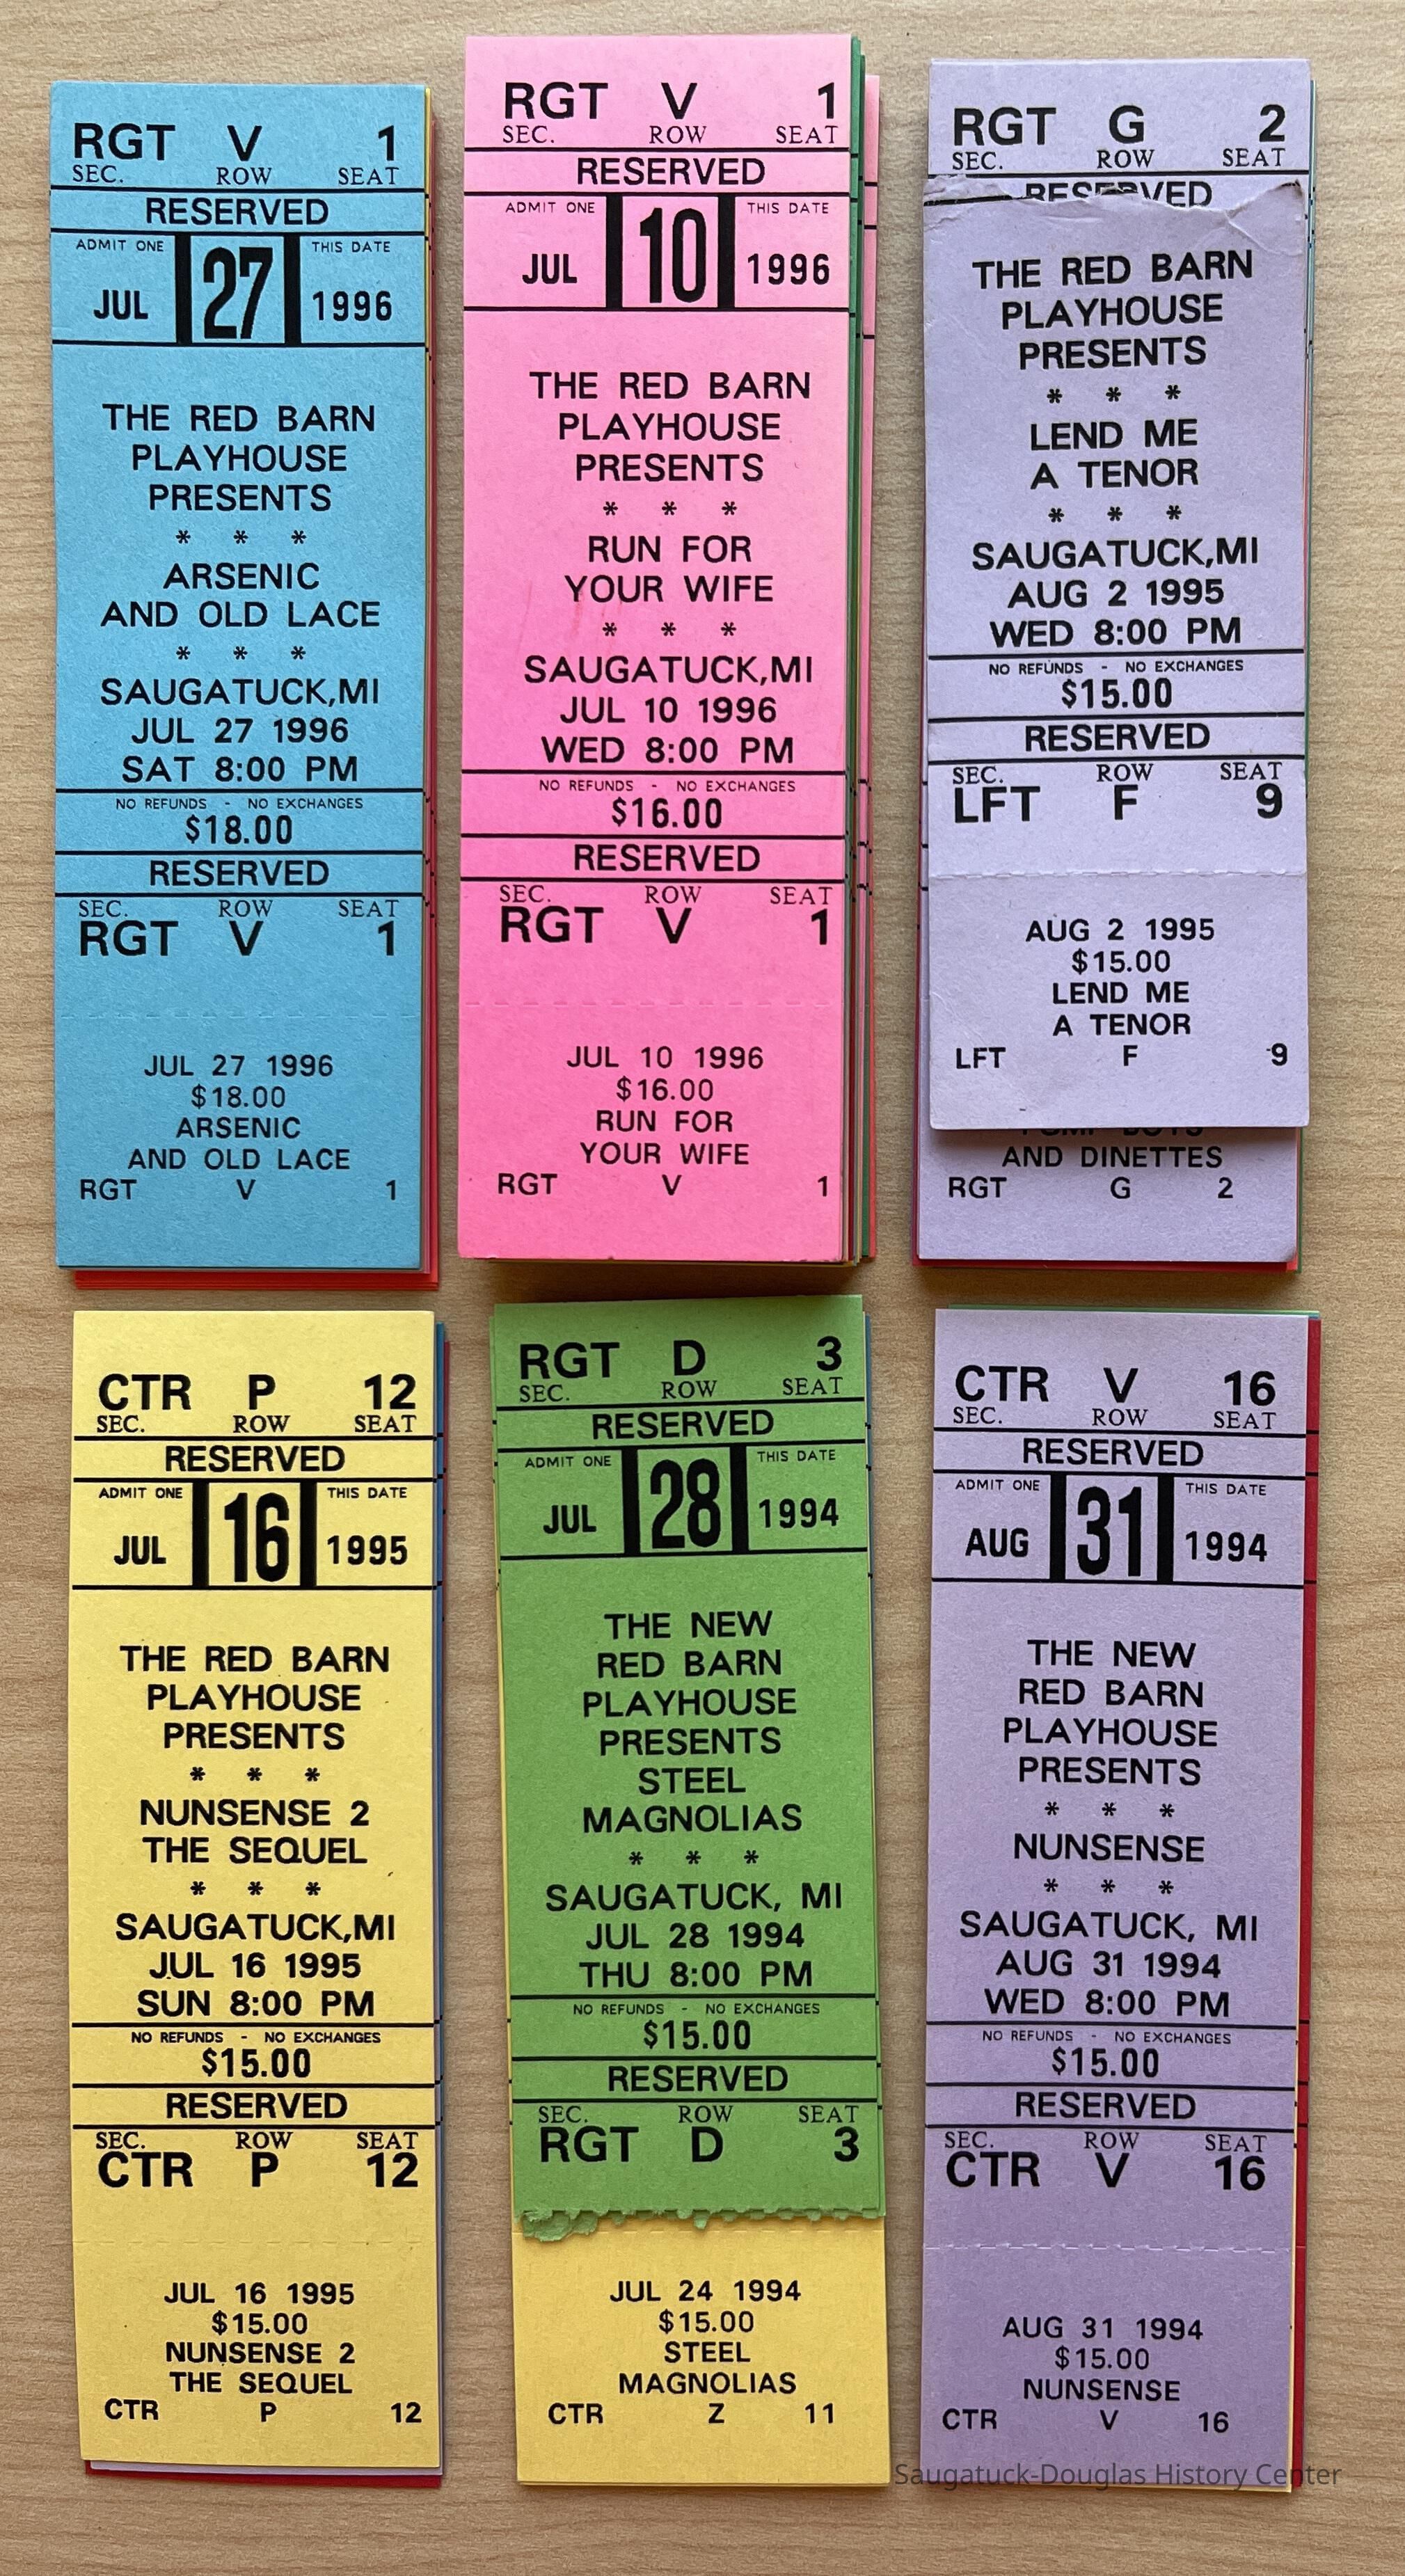 RGT V 1
SEC. ROW SEAT
RESERVED
ADMIT ONE THIS DATE
JUL 27 1996
THE RED BARN
PLAYHOUSE
PRESENTS
* * *
ARSENIC
AND OLD LACE
* * *
SAUGATUCK,MI
JUL 27 1996
SAT 8:00 PM
NO REFUNDS - NO EXCHANGES
$18.00
RESERVED
SEC. ROW SEAT
RGT V 1
JUL 27 1996
$18.00
ARSENIC
AND OLD LACE
RGT V 1
RGT V 1
SEC. ROW SEAT
RESERVED
ADMIT ONE THIS DATE
JUL 10 1996
THE RED BARN
PLAYHOUSE
PRESENTS
* * *
RUN FOR
YOUR WIFE
* * *
SAUGATUCK,MI
JUL 10 1996
WED 8:00 PM
NO REFUNDS - NO EXCHANGES
$16.00
RESERVED
SEC. ROW SEAT
RGT V 1
JUL 10 1996
$16.00
RUN FOR
YOUR WIFE
RGT V 1
RGT G 2
SEC. ROW SEAT
RESERVED
THE RED BARN
PLAYHOUSE
PRESENTS
* * *
LEND ME
A TENOR
* * *
SAUGATUCK,MI
AUG 2 1995
WED 8:00 PM
NO REFUNDS - NO EXCHANGES
$15.00
RESERVED
SEC. ROW SEAT
LFT F 9
AUG 2 1995
$15.00
LEND ME
A TENOR
LFT F 9
PUMP BOYS
AND DINETTES
RGT G 2
CTR P 12
SEC. ROW SEAT
RESERVED
ADMIT ONE THIS DATE
JUL 16 1995
THE RED BARN
PLAYHOUSE
PRESENTS
* * *
NUNSENSE 2
THE SEQUEL
* * *
SAUGATUCK,MI
JUL 16 1995
SUN 8:00 PM
NO REFUNDS - NO EXCHANGES
$15.00
RESERVED
SEC. ROW SEAT
CTR P 12
JUL 16 1995
$15.00
NUNSENSE 2
THE SEQUEL
CTR P 12
RGT D 3
SEC. ROW SEAT
RESERVED
ADMIT ONE THIS DATE
JUL 28 1994
THE NEW
RED BARN
PLAYHOUSE
PRESENTS
STEEL
MAGNOLIAS
* * *
SAUGATUCK, MI
JUL 28 1994
THU 8:00 PM
NO REFUNDS - NO EXCHANGES
$15.00
RESERVED
SEC. ROW SEAT
RGT D 3
JUL 24 1994
$15.00
STEEL
MAGNOLIAS
CTR Z 11
CTR V 16
SEC. ROW SEAT
RESERVED
ADMIT ONE THIS DATE
AUG 31 1994
THE NEW
RED BARN
PLAYHOUSE
PRESENTS
* * *
NUNSENSE
* * *
SAUGATUCK, MI
AUG 31 1994
WED 8:00 PM
NO REFUNDS - NO EXCHANGES
$15.00
RESERVED
SEC. ROW SEAT
CTR V 16
AUG 31 1994
$15.00
NUNSENSE
CTR V 16
Saugatuck-Douglas History Center